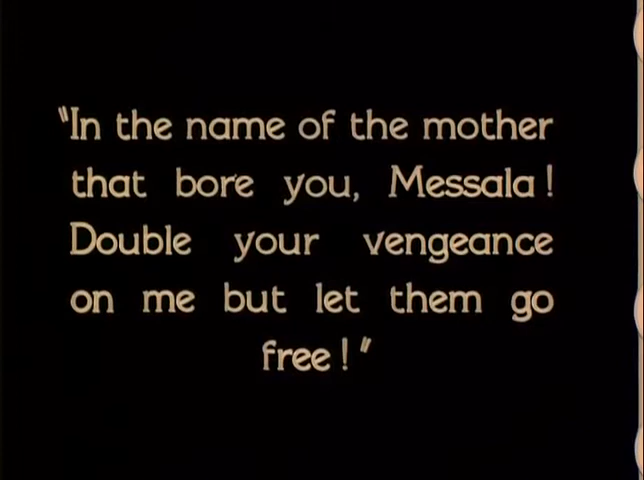 "In the name of the mother
that bore you, Messala!
Double your vengeance
on me but let them go
free!"